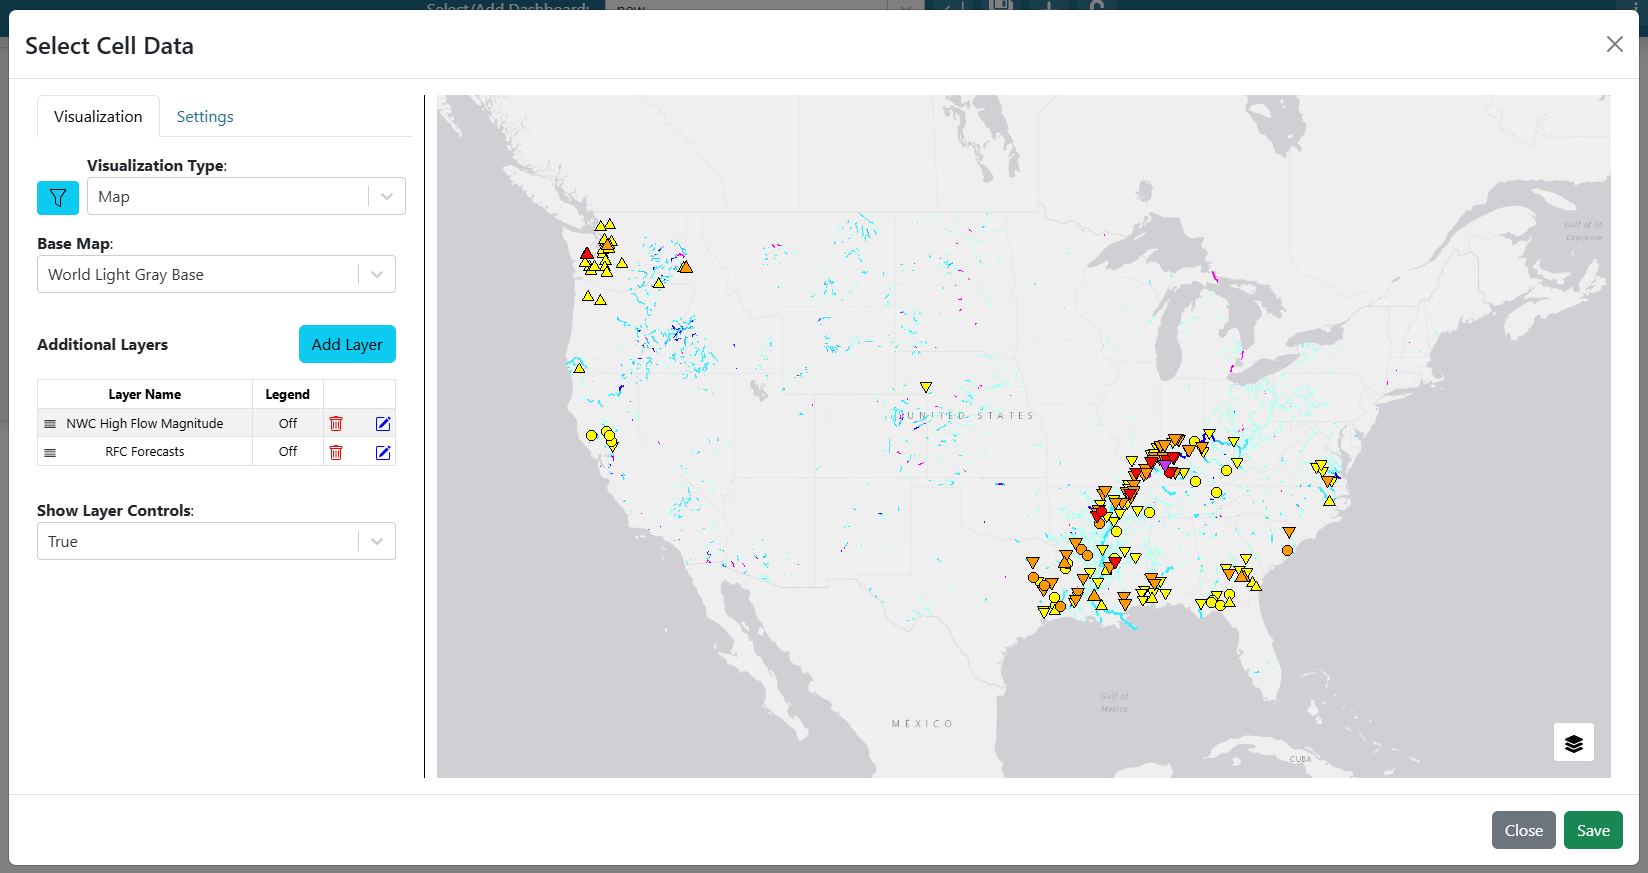 Select/Add Dashboard:
new
Select Cell Data
Visualization
Settings
Visualization Type:
Map
Base Map:
World Light Gray Base
Additional Layers
Add Layer
Layer Name
Legend
NWC High Flow Magnitude
Off
RFC Forecasts
Off
Show Layer Controls:
True
Gulf of St
Lawrence
UNITED STATES
Gulf of
Mexico
MÉXICO
CUBA
Close
Save